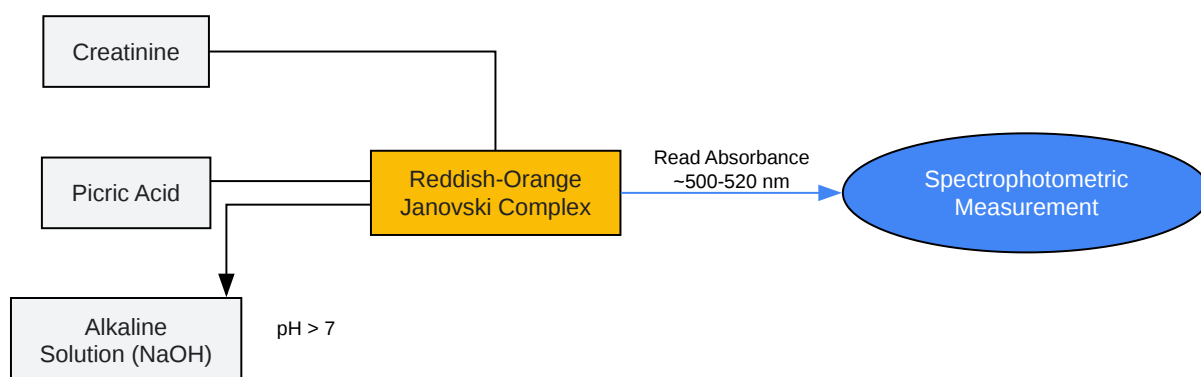 Creatinine
Picric Acid
Reddish-Orange
Janovski Complex
Read Absorbance
~500-520 nm
Spectrophotometric
Measurement
Alkaline
Solution (NaOH)
pH > 7